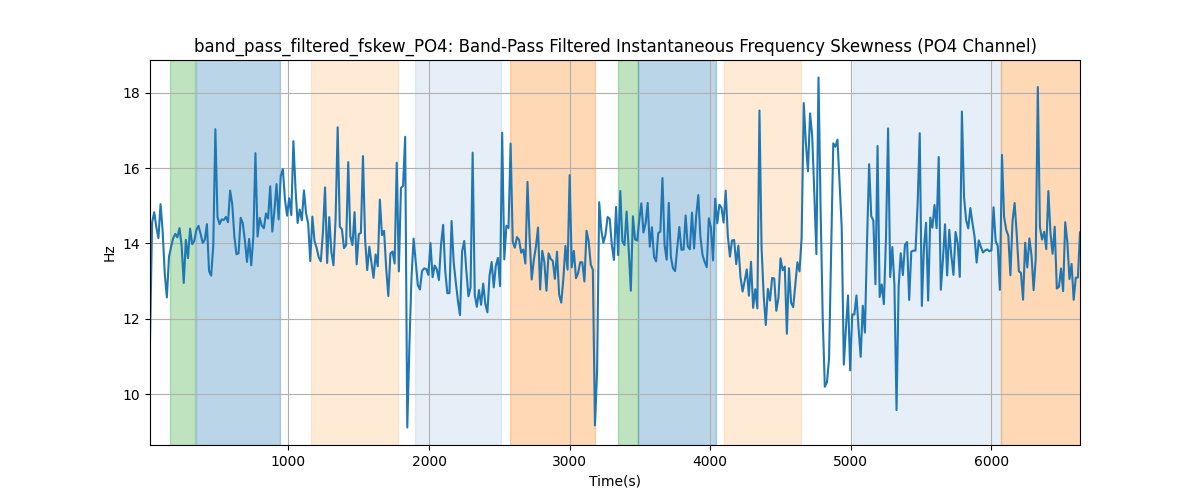 band_pass_filtered_fskew_PO4: Band-Pass Filtered Instantaneous Frequency Skewness (PO4 Channel)
18
16
14
12
10
Hz
1000 2000 3000 4000 5000 6000
Time(s)